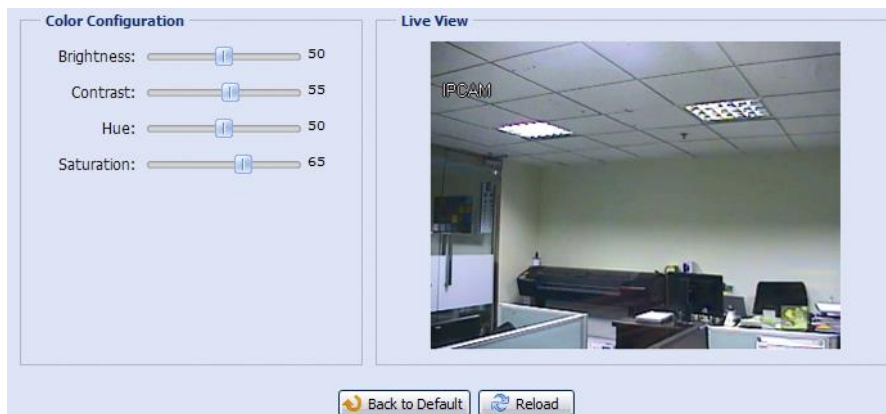 Color Configuration
Brightness: 50
Contrast: 55
Hue: 50
Saturation: 65
Live View
IPCAM
Back to Default
Reload